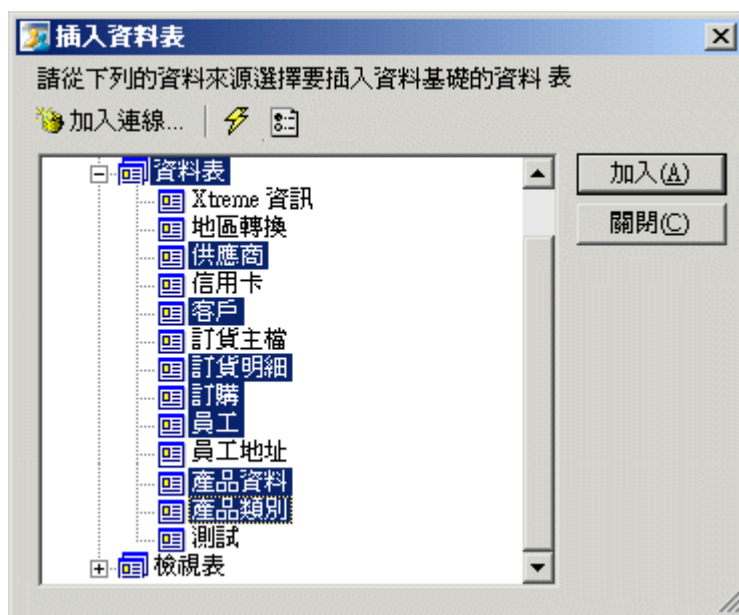 插入資料表
請從下列的資料來源選擇要插入資料基礎的資料 表
加入連線...
資料表
Xtreme 資訊
地區轉換
供應商
信用卡
客戶
訂貨主檔
訂貨明細
訂購
員工
員工地址
產品資料
產品類別
測試
檢視表
加入(A)
關閉(C)